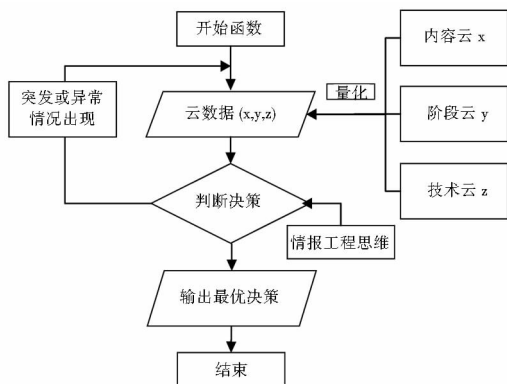 开始函数
内容云 x
突发或异常
情况出现
量化
云数据 (x,y,z)
阶段云 y
判断决策
技术云 z
情报工程思维
输出最优决策
结束